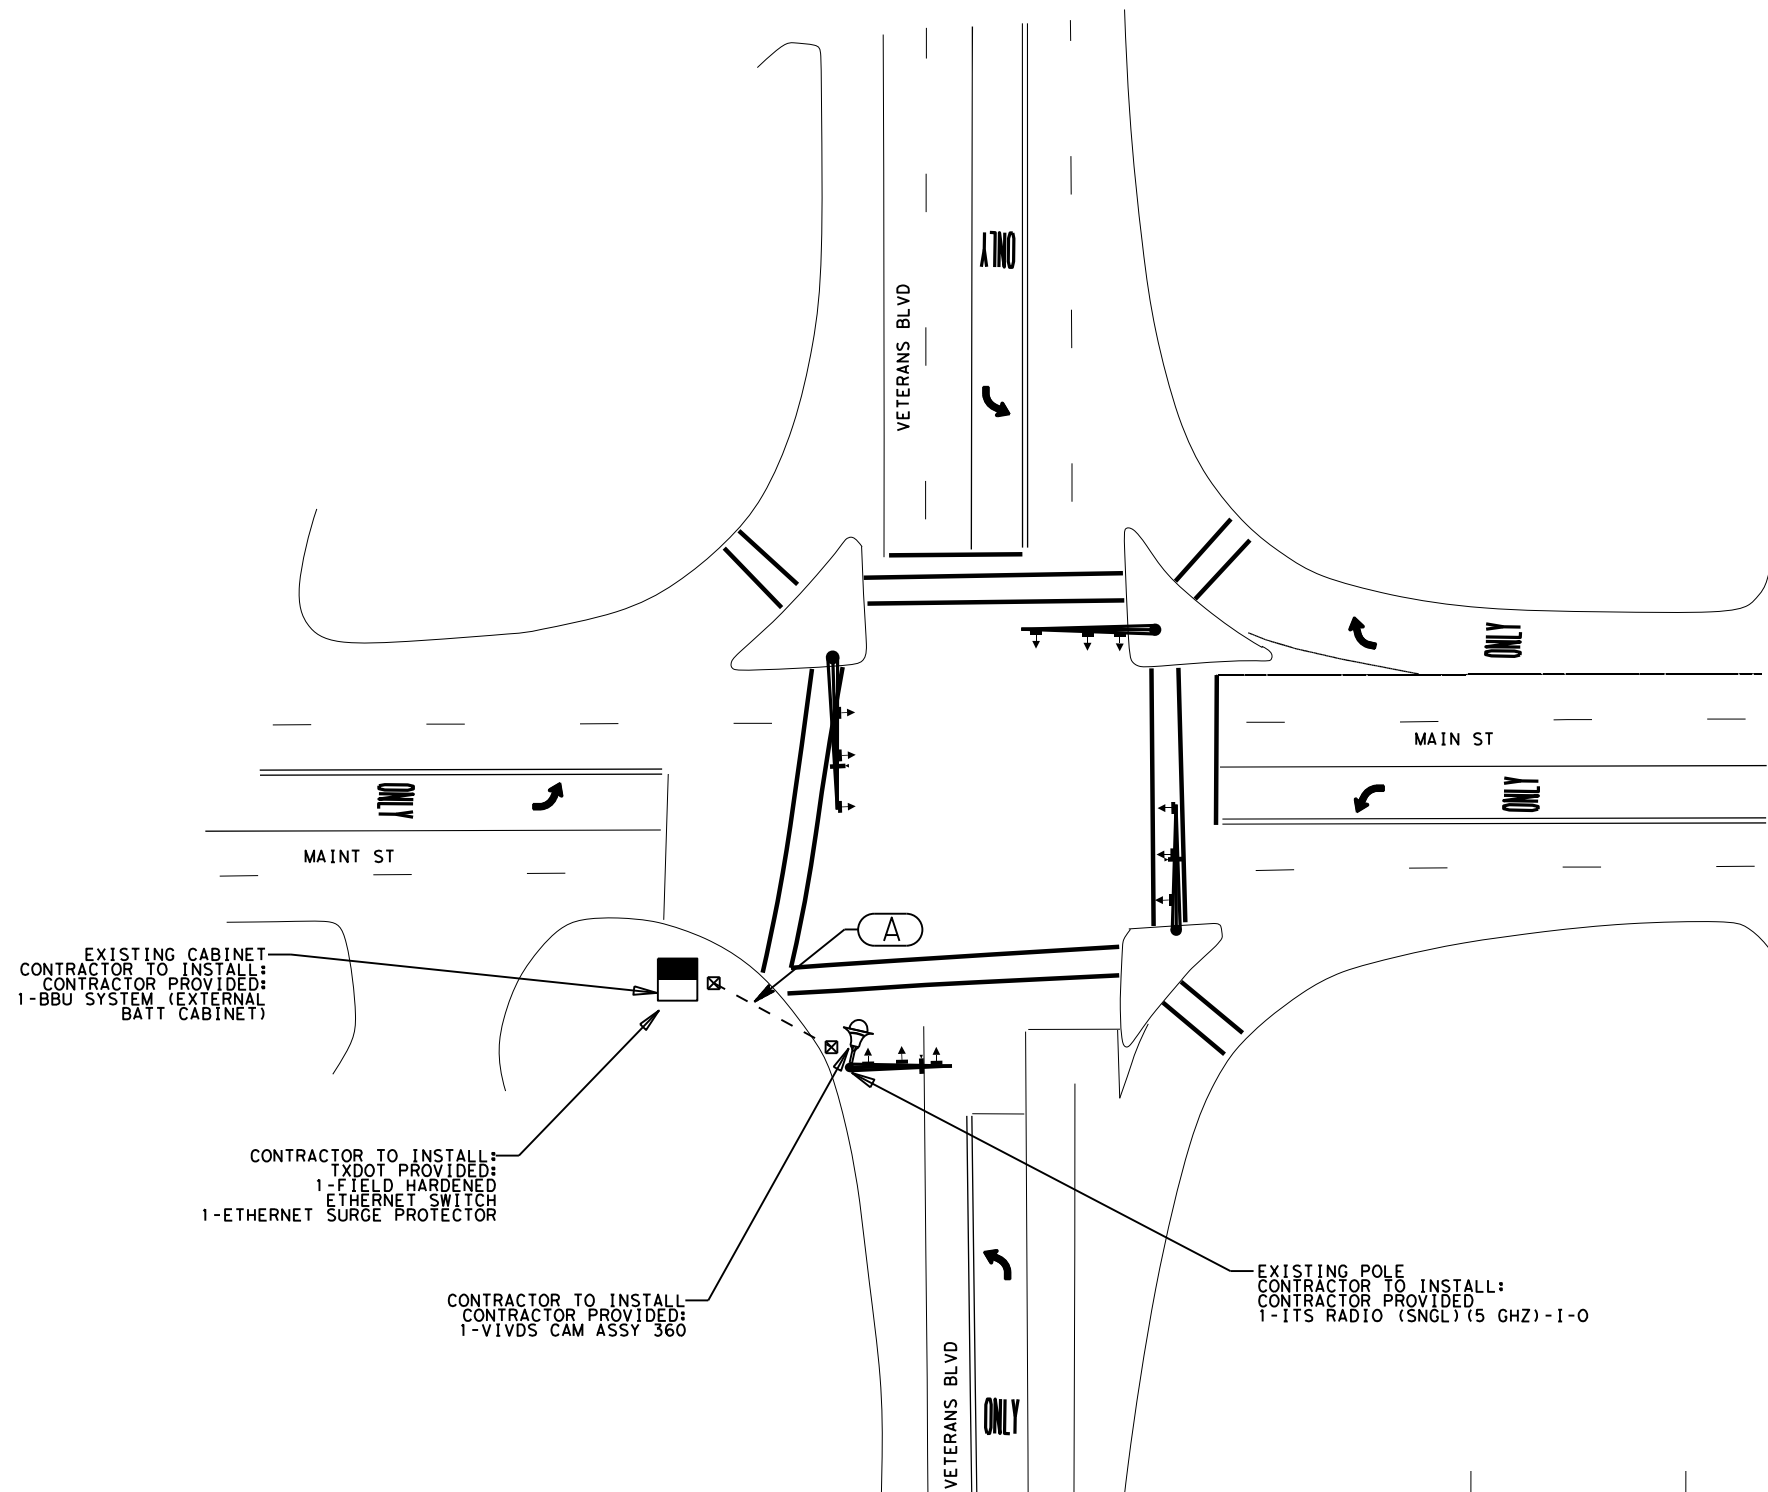 ONLY
VETERANS BLVD
ONLY
MAIN ST
ONLY
ONLY
MAINT ST
A
EXISTING CABINET
CONTRACTOR TO INSTALL:
CONTRACTOR PROVIDED:
1-BBU SYSTEM (EXTERNAL
BATT CABINET)
CONTRACTOR TO INSTALL:
TXDOT PROVIDED:
1-FIELD HARDENED
ETHERNET SWITCH
1-ETHERNET SURGE PROTECTOR
CONTRACTOR TO INSTALL
CONTRACTOR PROVIDED:
1-VIVDS CAM ASSY 360
EXISTING POLE
CONTRACTOR TO INSTALL:
CONTRACTOR PROVIDED
1-ITS RADIO (SNGL)(5 GHZ)-I-O
VETERANS BLVD
ONLY